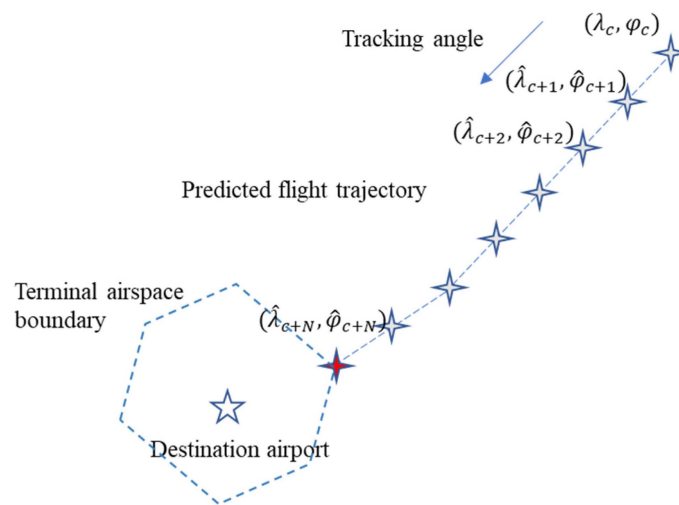 (λ_c, φ_c)
Tracking angle
(λ̂_{c+1}, φ̂_{c+1})
(λ̂_{c+2}, φ̂_{c+2})
Predicted flight trajectory
Terminal airspace
boundary
(λ̂_{c+N}, φ̂_{c+N})
Destination airport